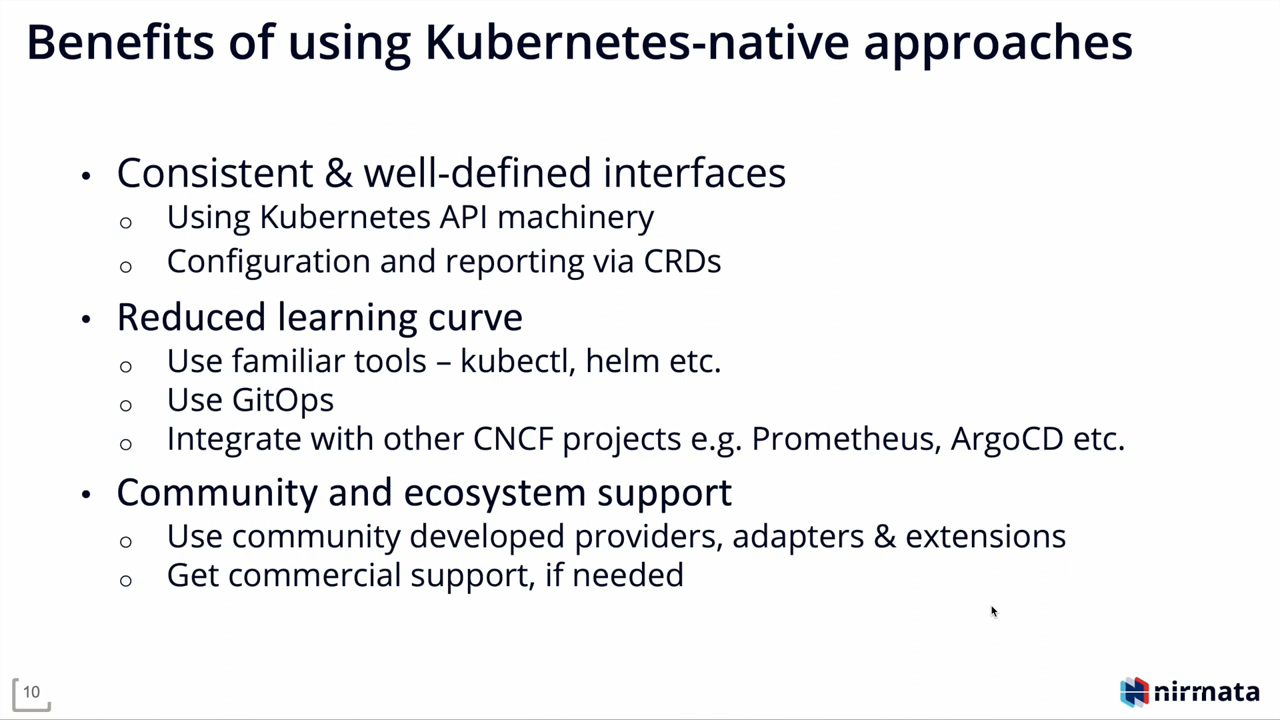 Benefits of using Kubernetes-native approaches
• Consistent & well-defined interfaces
o Using Kubernetes API machinery
o Configuration and reporting via CRDs
• Reduced learning curve
o Use familiar tools – kubectl, helm etc.
o Use GitOps
o Integrate with other CNCF projects e.g. Prometheus, ArgoCD etc.
• Community and ecosystem support
o Use community developed providers, adapters & extensions
o Get commercial support, if needed
10
nirmata